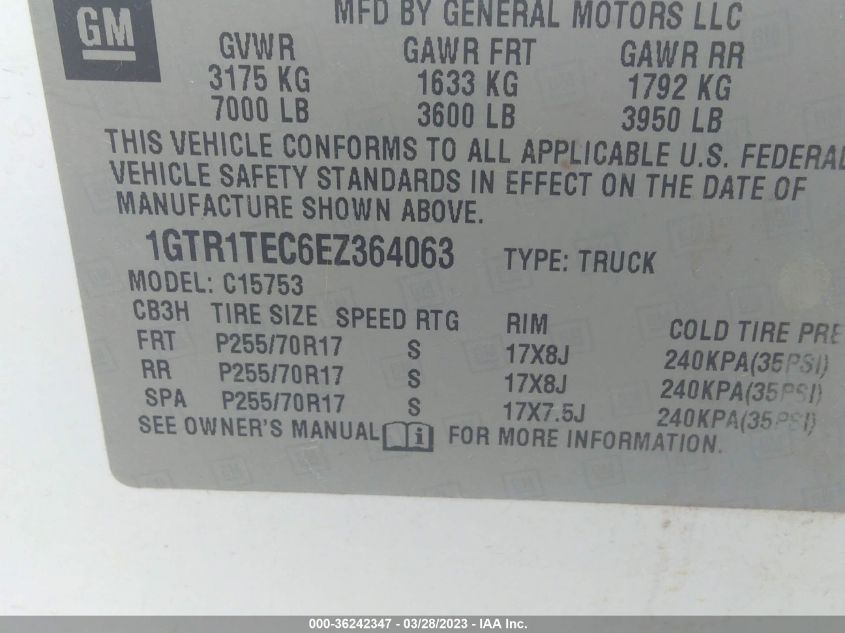 GM
MFD BY GENERAL MOTORS LLC
GVWR GAWR FRT GAWR RR
3175 KG 1633 KG 1792 KG
7000 LB 3600 LB 3950 LB
THIS VEHICLE CONFORMS TO ALL APPLICABLE U.S. FEDERAL
VEHICLE SAFETY STANDARDS IN EFFECT ON THE DATE OF
MANUFACTURE SHOWN ABOVE.
1GTR1TEC6EZ364063 TYPE: TRUCK
MODEL: C15753
CB3H TIRE SIZE SPEED RTG RIM COLD TIRE PRE
FRT P255/70R17 S 17X8J 240KPA(35PSI)
RR P255/70R17 S 17X8J 240KPA(35PSI)
SPA P255/70R17 S 17X7.5J 240KPA(35PSI)
SEE OWNER'S MANUAL FOR MORE INFORMATION.
000-36242347 - 03/28/2023 - IAA Inc.